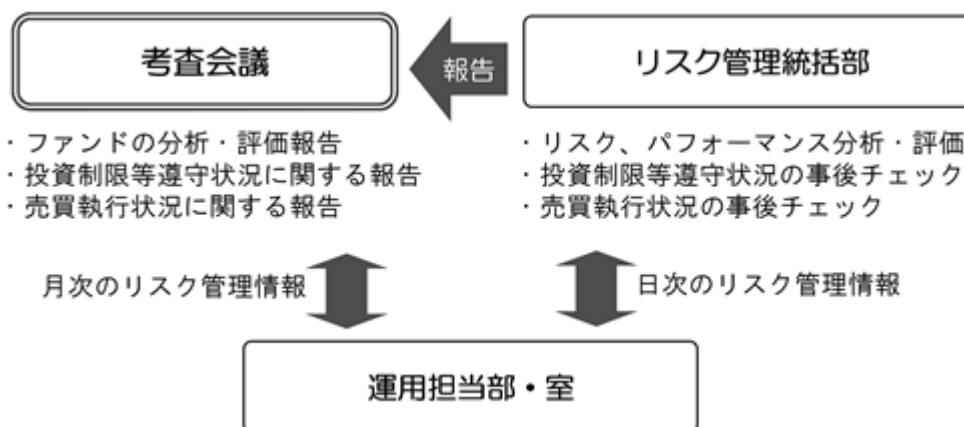 考査会議
報告
リスク管理統括部
・ファンドの分析・評価報告
・投資制限等遵守状況に関する報告
・売買執行状況に関する報告
・リスク、パフォーマンス分析・評価
・投資制限等遵守状況の事後チェック
・売買執行状況の事後チェック
月次のリスク管理情報
日次のリスク管理情報
運用担当部・室